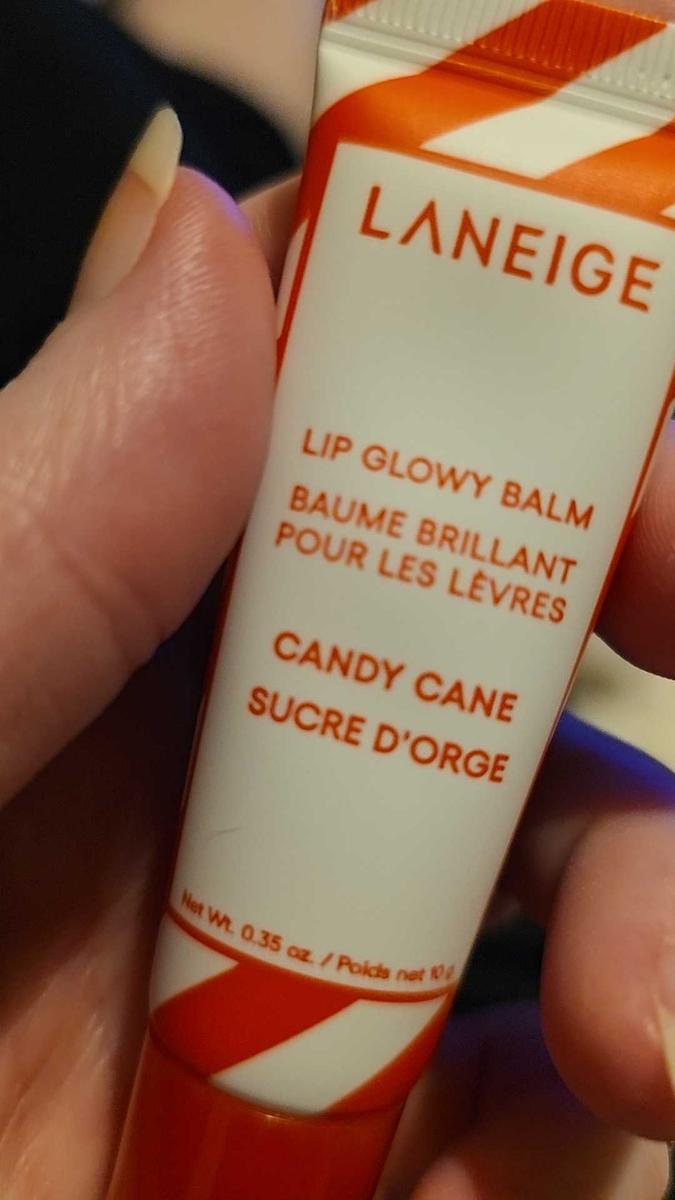 LANEIGE
LIP GLOWY BALM
BAUME BRILLANT
POUR LES LÈVRES
CANDY CANE
SUCRE D'ORGE
Net Wt. 0.35 oz. / Poids net 10 g